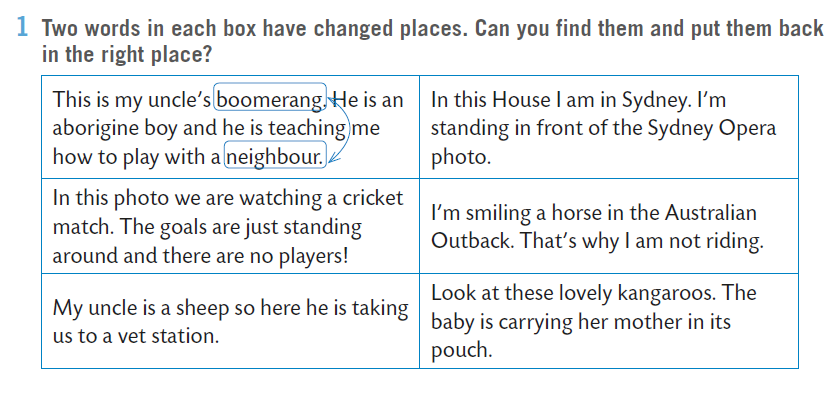 1 Two words in each box have changed places. Can you find them and put them back
in the right place?
This is my uncle's boomerang. He is an
aborigine boy and he is teaching me
how to play with a neighbour.
In this House I am in Sydney. I'm
standing in front of the Sydney Opera
photo.
In this photo we are watching a cricket
match. The goals are just standing
around and there are no players!
I'm smiling a horse in the Australian
Outback. That's why I am not riding.
My uncle is a sheep so here he is taking
us to a vet station.
Look at these lovely kangaroos. The
baby is carrying her mother in its
pouch.